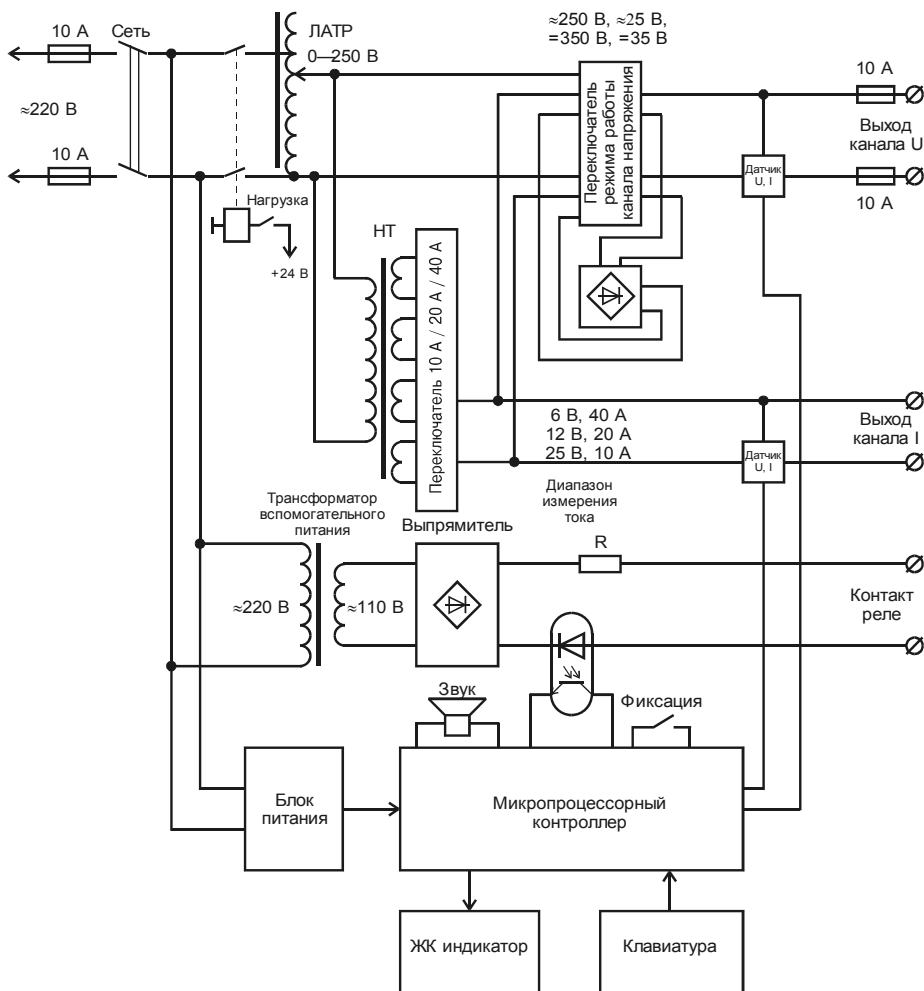 10 А
Сеть
ЛАТР
0—250 В
≈250 В, ≈25 В,
=350 В, =35 В
10 А
≈220 В
Переключатель
режима работы
канала напряжения
Выход
канала U
10 А
Датчик
U, I
10 А
Нагрузка
+24 В
НТ
Переключатель 10 А / 20 А / 40 А
6 В, 40 А
12 В, 20 А
25 В, 10 А
Выход
канала I
Датчик
U, I
Диапазон
измерения
тока
Трансформатор
вспомогательного
питания
Выпрямитель
R
≈220 В
≈110 В
Контакт
реле
Звук
Фиксация
Блок
питания
Микропроцессорный
контроллер
ЖК индикатор
Клавиатура